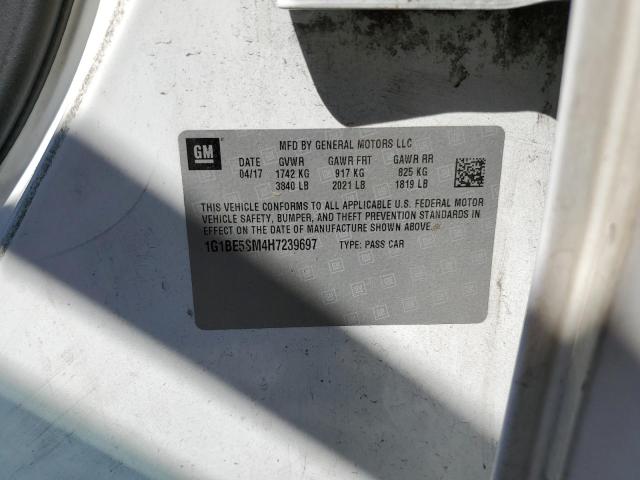 GM MFD BY GENERAL MOTORS LLC
DATE GVWR GAWR FRT GAWR RR
04/17 1742 KG 917 KG 825 KG
3840 LB 2021 LB 1819 LB
THIS VEHICLE CONFORMS TO ALL APPLICABLE U.S. FEDERAL MOTOR
VEHICLE SAFETY, BUMPER, AND THEFT PREVENTION STANDARDS IN
EFFECT ON THE DATE OF MANUFACTURE SHOWN ABOVE.
1G1BE5SM4H7239697 TYPE: PASS CAR